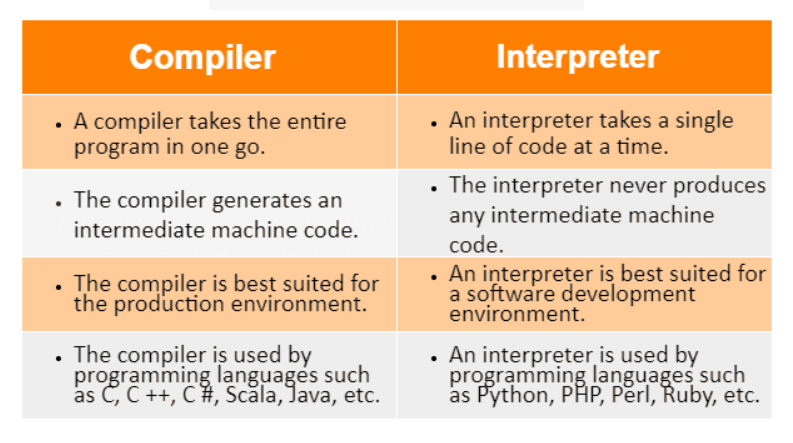 Compiler
Interpreter
• A compiler takes the entire
program in one go.
• An interpreter takes a single
line of code at a time.
• The compiler generates an
intermediate machine code.
• The interpreter never produces
any intermediate machine
code.
• The compiler is best suited for
the production environment.
• An interpreter is best suited for
a software development
environment.
• The compiler is used by
programming languages such
as C, C ++, C #, Scala, Java, etc.
• An interpreter is used by
programming languages such
as Python, PHP, Perl, Ruby, etc.